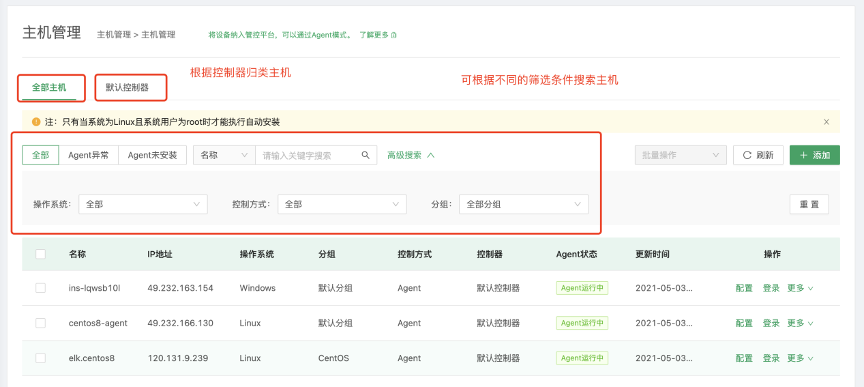 主机管理 主机管理 > 主机管理 将设备纳入管控平台，可以通过Agent模式。 了解更多
根据控制器归类主机
可根据不同的筛选条件搜索主机
全部主机 默认控制器
注：只有当系统为Linux且系统用户为root时才能执行自动安装
全部 Agent异常 Agent未安装 名称 请输入关键字搜索 高级搜索 批量操作 刷新 + 添加
操作系统： 全部 控制方式： 全部 分组： 全部分组 重 置
名称 IP地址 操作系统 分组 控制方式 控制器 Agent状态 更新时间 操作
ins-lqwsb10l 49.232.163.154 Windows 默认分组 Agent 默认控制器 Agent运行中 2021-05-03... 配置 登录 更多
centos8-agent 49.232.166.130 Linux 默认分组 Agent 默认控制器 Agent运行中 2021-05-03... 配置 登录 更多
elk.centos8 120.131.9.239 Linux CentOS Agent 默认控制器 Agent运行中 2021-05-03... 配置 登录 更多